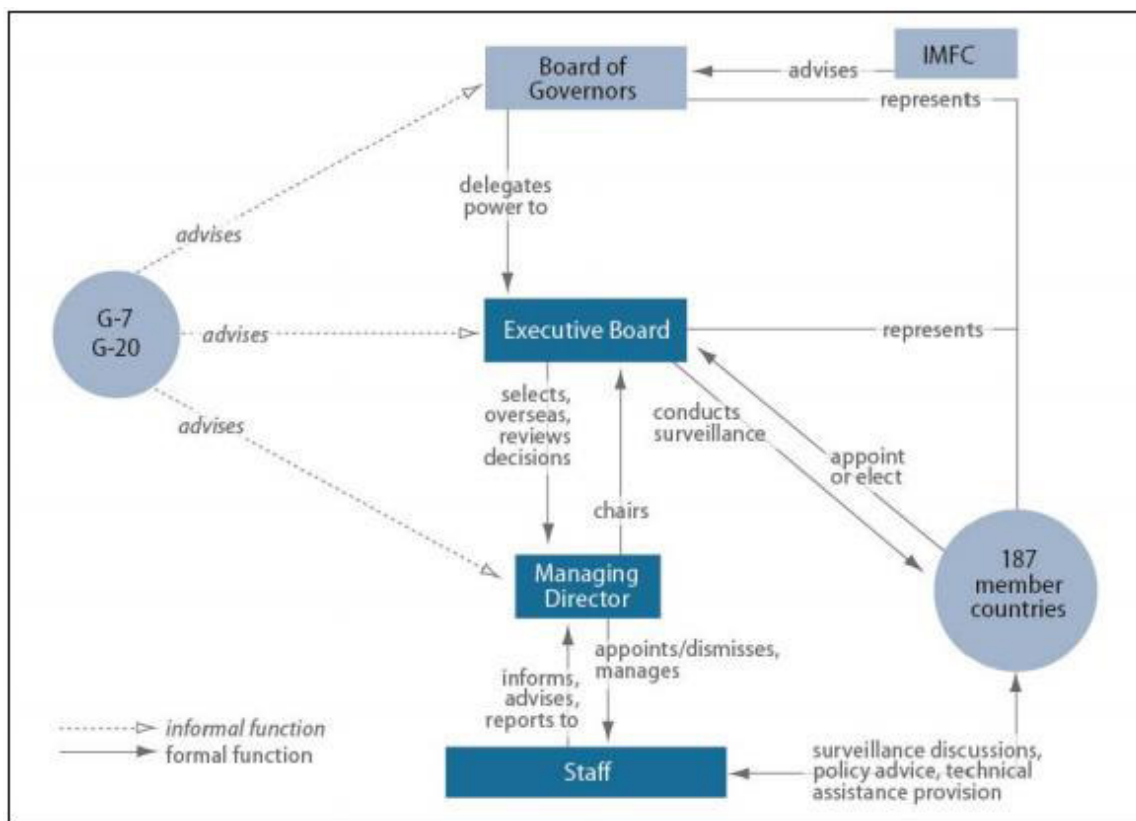 IMFC
Board of
Governors
advises
represents
delegates
power to
advises
G-7
G-20
advises
Executive Board
represents
selects,
overseas,
reviews
decisions
conducts
surveillance
advises
appoint
or elect
chairs
187
member
countries
Managing
Director
appoints/dismisses,
manages
informs,
advises,
reports to
informal function
formal function
Staff
surveillance discussions,
policy advice, technical
assistance provision